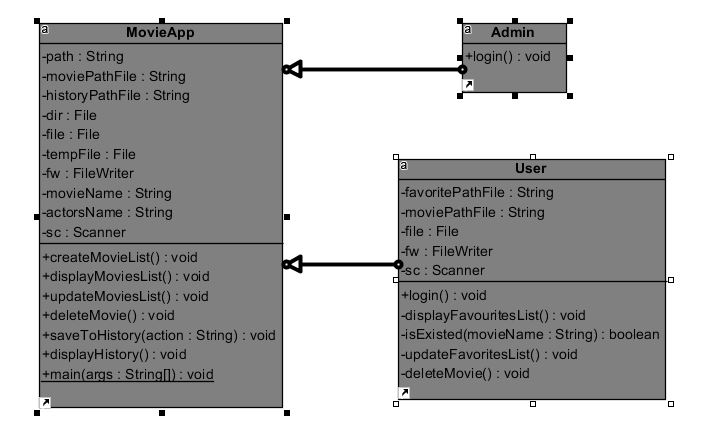 a
MovieApp
-path : String
-moviePathFile : String
-historyPathFile : String
-dir : File
-file : File
-tempFile : File
-fw : FileWriter
-movieName : String
-actorsName : String
-sc : Scanner
+createMovieList() : void
+displayMoviesList() : void
+updateMoviesList() : void
+deleteMovie() : void
+saveToHistory(action : String) : void
+displayHistory() : void
+main(args : String[]) : void
a
Admin
+login() : void
a
User
-favoritePathFile : String
-moviePathFile : String
-file : File
-fw : FileWriter
-sc : Scanner
+login() : void
-displayFavouritesList() : void
-isExisted(movieName : String) : boolean
-updateFavoritesList() : void
-deleteMovie() : void